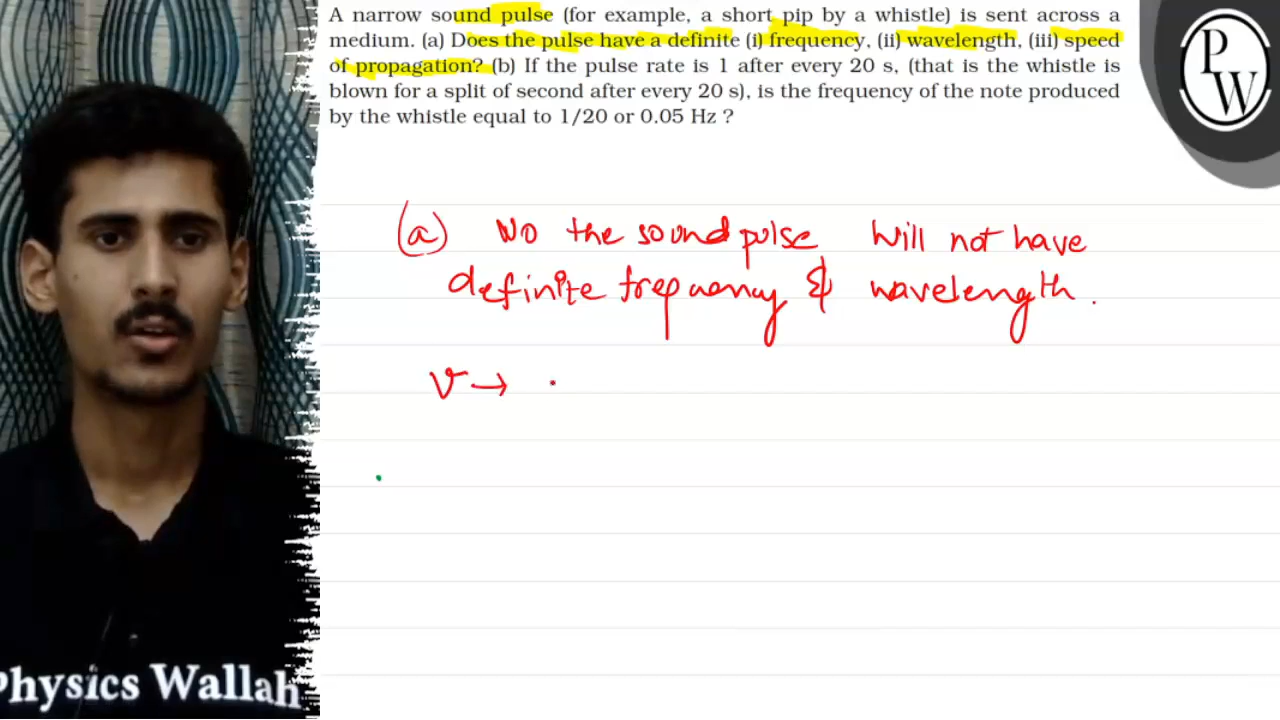 A narrow sound pulse (for example, a short pip by a whistle) is sent across a
medium. (a) Does the pulse have a definite (i) frequency, (ii) wavelength, (iii) speed
of propagation? (b) If the pulse rate is 1 after every 20 s, (that is the whistle is
blown for a split of second after every 20 s), is the frequency of the note produced
by the whistle equal to 1/20 or 0.05 Hz ?
P
W
(a) No the sound pulse will not have
definite frequency & wavelength.
v →
Physics Wallah